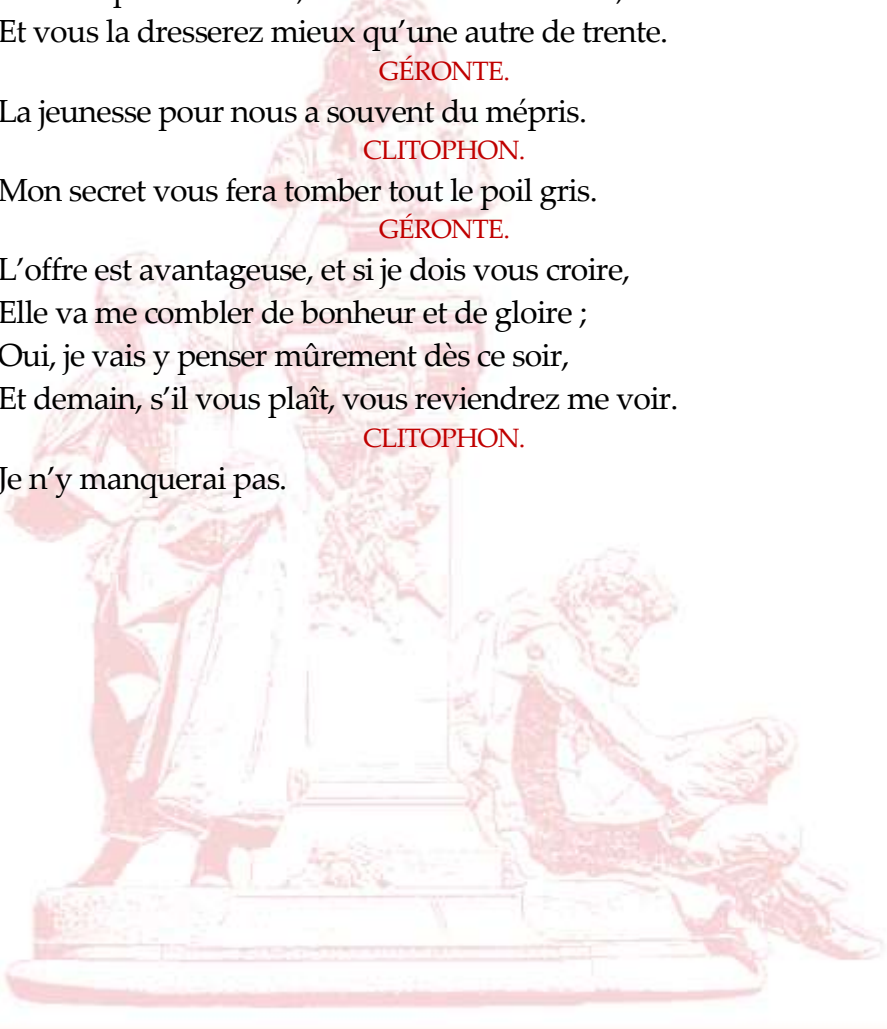 Et vous la dresserez mieux qu’une autre de trente.
GÉRONTE.
La jeunesse pour nous a souvent du mépris.
CLITOPHON.
Mon secret vous fera tomber tout le poil gris.
GÉRONTE.
L’offre est avantageuse, et si je dois vous croire,
Elle va me combler de bonheur et de gloire ;
Oui, je vais y penser mûrement dès ce soir,
Et demain, s’il vous plaît, vous reviendrez me voir.
CLITOPHON.
Je n’y manquerai pas.